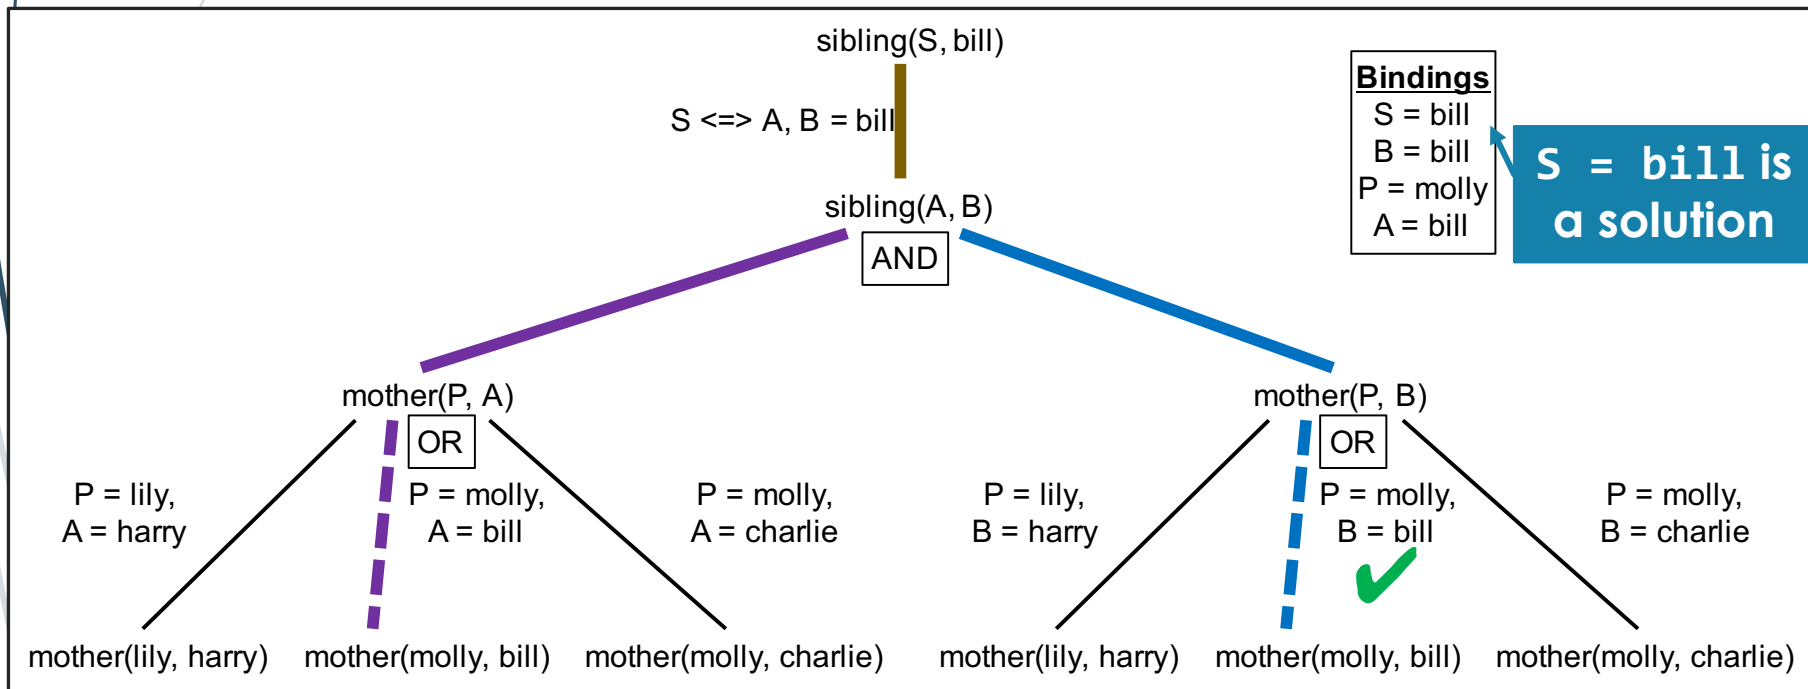 sibling(S, bill)
S <=> A, B = bill
Bindings
S = bill
B = bill
P = molly
A = bill
S = bill is
a solution
sibling(A, B)
AND
mother(P, A)
OR
mother(P, B)
OR
P = lily,
A = harry
P = molly,
A = bill
P = molly,
A = charlie
P = lily,
B = harry
P = molly,
B = bill
P = molly,
B = charlie
mother(lily, harry)
mother(molly, bill)
mother(molly, charlie)
mother(lily, harry)
mother(molly, bill)
mother(molly, charlie)